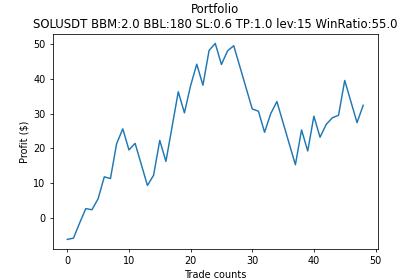 Portfolio
SOLUSDT BBM:2.0 BBL:180 SL:0.6 TP:1.0 lev:15 WinRatio:55.0
50
40
30
20
10
0
Profit ($)
0 10 20 30 40 50
Trade counts